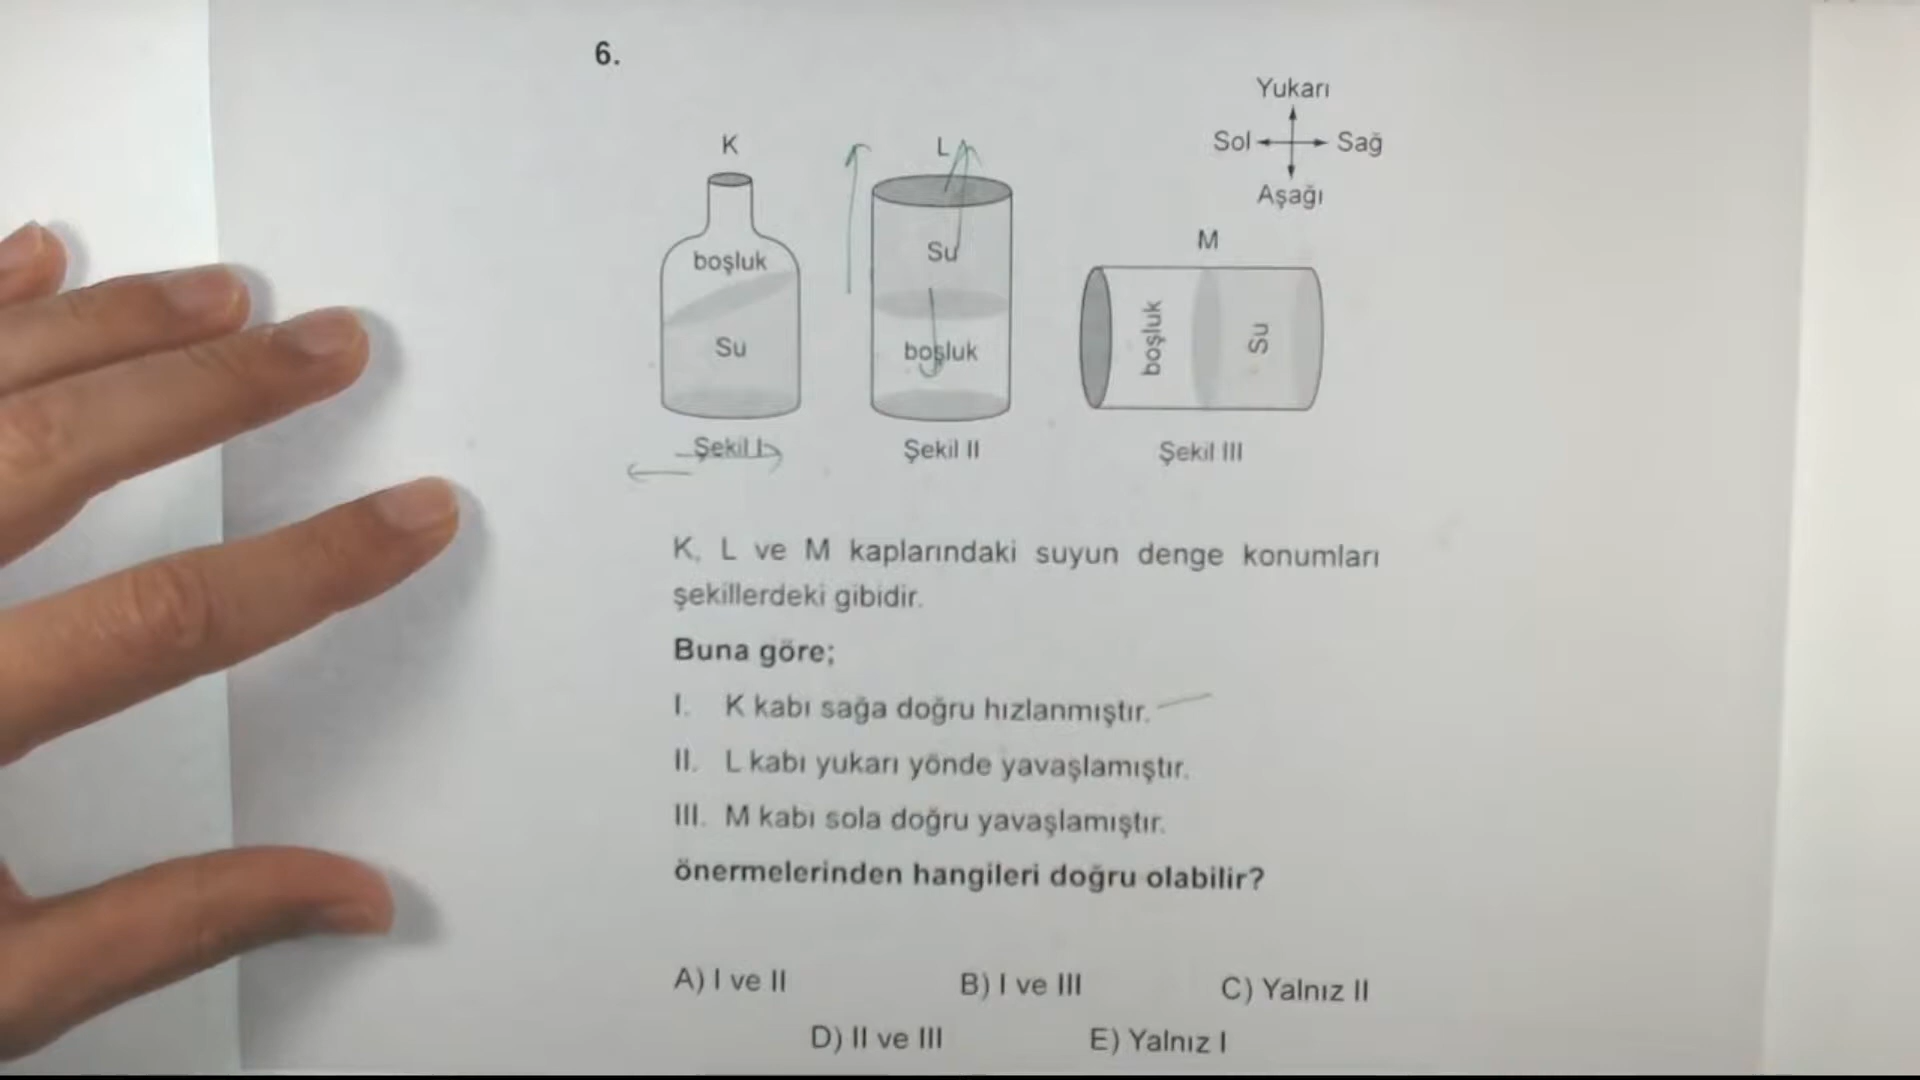 6.
Yukarı
Sol Sağ
Aşağı
K
L
M
boşluk
Su
Su
boşluk
boşluk
Su
Şekil I
Şekil II
Şekil III
K, L ve M kaplarındaki suyun denge konumları
şekillerdeki gibidir.
Buna göre;
I. K kabı sağa doğru hızlanmıştır.
II. L kabı yukarı yönde yavaşlamıştır.
III. M kabı sola doğru yavaşlamıştır.
önermelerinden hangileri doğru olabilir?
A) I ve II B) I ve III C) Yalnız II
D) II ve III E) Yalnız I